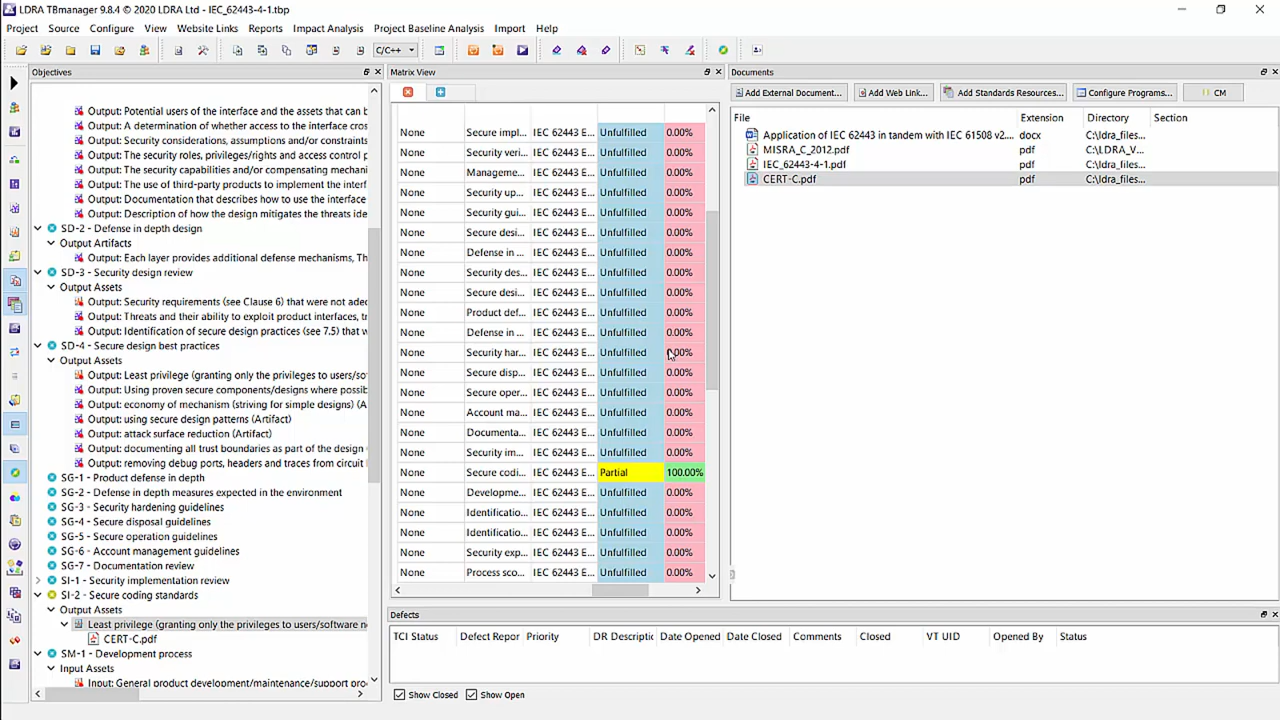 LDRA TBmanager 9.8.4 © 2020 LDRA Ltd - IEC_62443-4-1.tbp
Project Source Configure View Website Links Reports Impact Analysis Project Baseline Analysis Import Help
C/C++
Objectives
Output: Potential users of the interface and the assets that can b
Output: A determination of whether access to the interface cros
Output: Security considerations, assumptions and/or constraints
Output: The security roles, privileges/rights and access control p
Output: The security capabilities and/or compensating mechani
Output: The use of third-party products to implement the interf
Output: Documentation that describes how to use the interface
Output: Description of how the design mitigates the threats ide
SD-2 - Defense in depth design
Output Artifacts
Output: Each layer provides additional defense mechanisms, Th
SD-3 - Security design review
Output Assets
Output: Security requirements (see Clause 6) that were not adec
Output: Threats and their ability to exploit product interfaces, tr
Output: Identification of secure design practices (see 7.5) that w
SD-4 - Secure design best practices
Output Assets
Output: Least privilege (granting only the privileges to users/so
Output: Using proven secure components/designs where possib
Output: economy of mechanism (striving for simple designs) (A
Output: using secure design patterns (Artifact)
Output: attack surface reduction (Artifact)
Output: documenting all trust boundaries as part of the design
Output: removing debug ports, headers and traces from circuit
SG-1 - Product defense in depth
SG-2 - Defense in depth measures expected in the environment
SG-3 - Security hardening guidelines
SG-4 - Secure disposal guidelines
SG-5 - Secure operation guidelines
SG-6 - Account management guidelines
SG-7 - Documentation review
SI-1 - Security implementation review
SI-2 - Secure coding standards
Output Assets
Least privilege (granting only the privileges to users/software n
CERT-C.pdf
SM-1 - Development process
Input Assets
Input: General product development/maintenance/support pro
Matrix View
None Secure impl... IEC 62443 E... Unfulfilled 0.00%
None Security veri... IEC 62443 E... Unfulfilled 0.00%
None Manageme... IEC 62443 E... Unfulfilled 0.00%
None Security up... IEC 62443 E... Unfulfilled 0.00%
None Security gui... IEC 62443 E... Unfulfilled 0.00%
None Secure desi... IEC 62443 E... Unfulfilled 0.00%
None Defense in ... IEC 62443 E... Unfulfilled 0.00%
None Security des... IEC 62443 E... Unfulfilled 0.00%
None Secure desi... IEC 62443 E... Unfulfilled 0.00%
None Product def... IEC 62443 E... Unfulfilled 0.00%
None Defense in ... IEC 62443 E... Unfulfilled 0.00%
None Security har... IEC 62443 E... Unfulfilled 0.00%
None Secure disp... IEC 62443 E... Unfulfilled 0.00%
None Secure oper... IEC 62443 E... Unfulfilled 0.00%
None Account ma... IEC 62443 E... Unfulfilled 0.00%
None Documenta... IEC 62443 E... Unfulfilled 0.00%
None Security im... IEC 62443 E... Unfulfilled 0.00%
None Secure codi... IEC 62443 E... Partial 100.00%
None Developme... IEC 62443 E... Unfulfilled 0.00%
None Identificatio... IEC 62443 E... Unfulfilled 0.00%
None Identificatio... IEC 62443 E... Unfulfilled 0.00%
None Security exp... IEC 62443 E... Unfulfilled 0.00%
None Process sco... IEC 62443 E... Unfulfilled 0.00%
Documents
Add External Document... Add Web Link... Add Standards Resources... Configure Programs... CM
File Extension Directory Section
Application of IEC 62443 in tandem with IEC 61508 v2... docx C:\ldra_files...
MISRA_C_2012.pdf pdf C:\LDRA_V...
IEC_62443-4-1.pdf pdf C:\ldra_files...
CERT-C.pdf pdf C:\ldra_files...
Defects
TCI Status Defect Repor Priority DR Descriptic Date Opened Date Closed Comments Closed VT UID Opened By Status
Show Closed Show Open